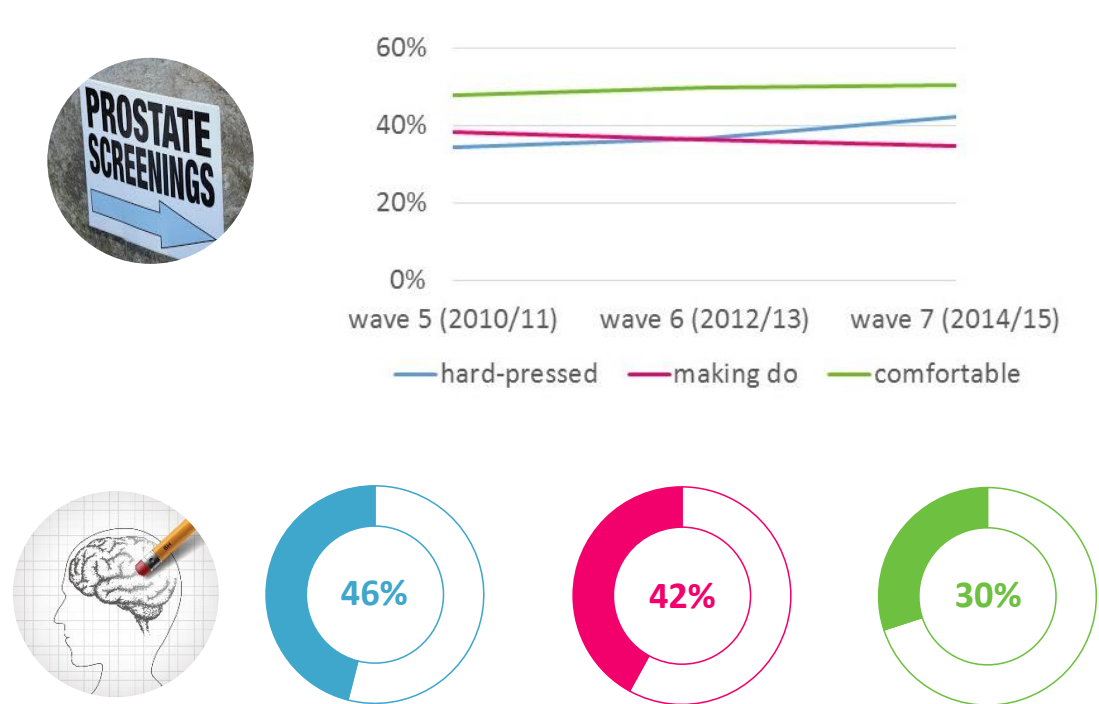 PROSTATE
SCREENINGS
60%
40%
20%
0%
wave 5 (2010/11) wave 6 (2012/13) wave 7 (2014/15)
hard-pressed making do comfortable
46% 42% 30%